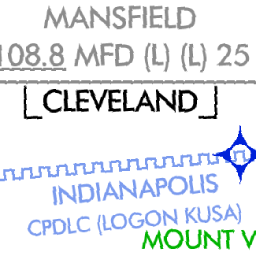 MANSFIELD
108.8 MFD (L) (L) 25
CLEVELAND
INDIANAPOLIS
CPDLC (LOGON KUSA)
MOUNT V